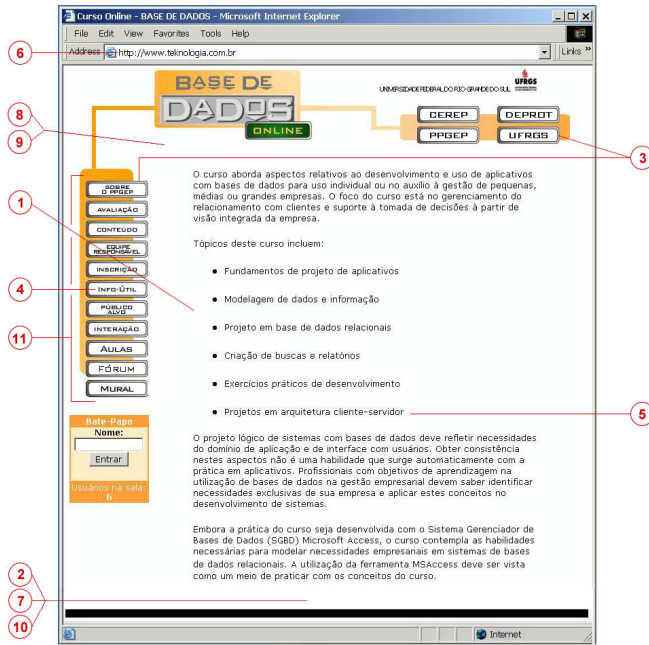 Curso Online - BASE DE DADOS - Microsoft Internet Explorer
File Edit View Favorites Tools Help
6
Address http://www.teknologia.com.br
Links »
BASE DE
DADOS
ONLINE
UNIVERSIDADE FEDERAL DO RIO GRANDE DO SUL
UFRGS
CEREP DEPROT
PPGEP UFRGS
8
9
3
O curso aborda aspectos relativos ao desenvolvimento e uso de aplicativos
com bases de dados para uso individual ou no auxílio à gestão de pequenas,
médias ou grandes empresas. O foco do curso está no gerenciamento do
relacionamento com clientes e suporte à tomada de decisões à partir de
visão integrada da empresa.
1
SOBRE
O PPGEP
AVALIAÇÃO
CONTEÚDO
EQUIPE
RESPONSÁVEL
INSCRIÇÃO
4
INFO-ÚTIL
PÚBLICO
ALVO
11
INTERAÇÃO
AULAS
FÓRUM
MURAL
Tópicos deste curso incluem:
• Fundamentos de projeto de aplicativos
• Modelagem de dados e informação
• Projeto em base de dados relacionais
• Criação de buscas e relatórios
• Exercícios práticos de desenvolvimento
• Projetos em arquitetura cliente-servidor
5
Bate-Papo
Nome:
Entrar
Usuários na sala:
6
O projeto lógico de sistemas com bases de dados deve refletir necessidades
do domínio de aplicação e de interface com usuários. Obter consistência
nestes aspectos não é uma habilidade que surge automaticamente com a
prática em aplicativos. Profissionais com objetivos de aprendizagem na
utilização de bases de dados na gestão empresarial devem saber identificar
necessidades exclusivas de sua empresa e aplicar estes conceitos no
desenvolvimento de sistemas.
Embora a prática do curso seja desenvolvida com o Sistema Gerenciador de
Bases de Dados (SGBD) Microsoft Access, o curso contempla as habilidades
necessárias para modelar necessidades empresariais em sistemas de bases
de dados relacionais. A utilização da ferramenta MSAccess deve ser vista
como um meio de praticar com os conceitos do curso.
2
7
10
Internet